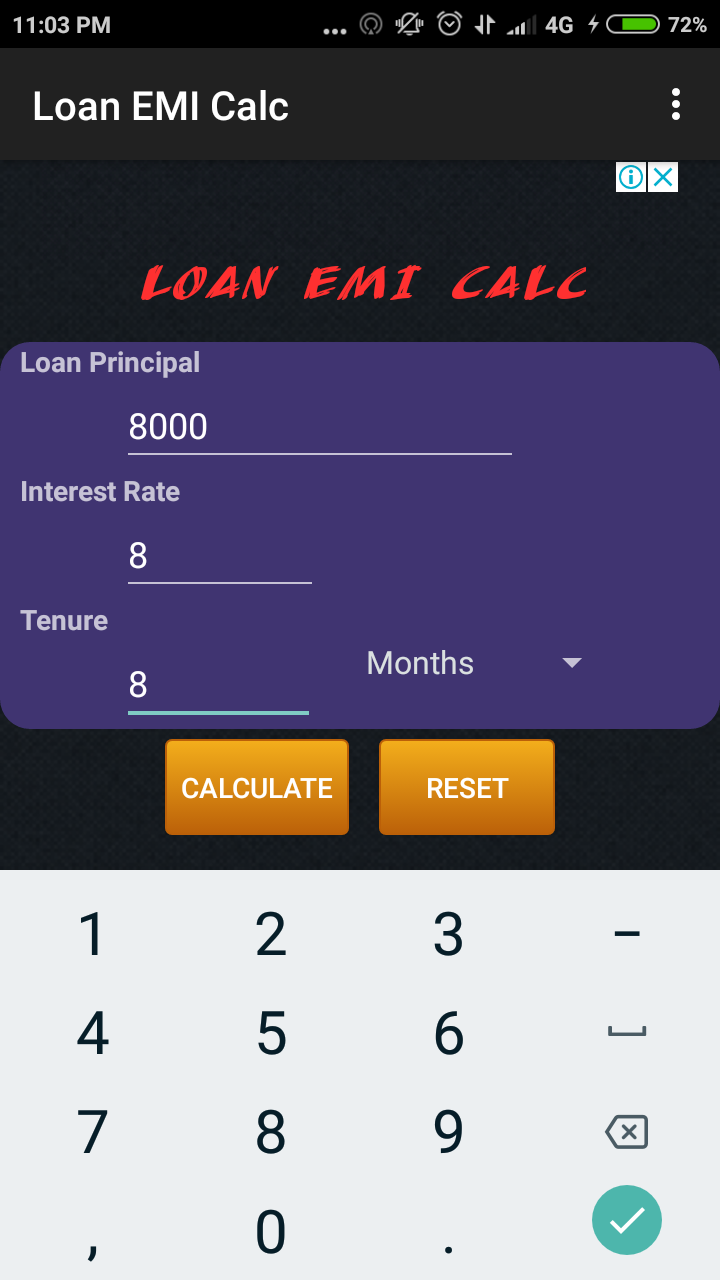 11:03 PM ... 4G 72%
Loan EMI Calc
LOAN EMI CALC
Loan Principal
8000
Interest Rate
8
Tenure
Months
8
CALCULATE RESET
1 2 3 –
4 5 6
7 8 9
, 0 .